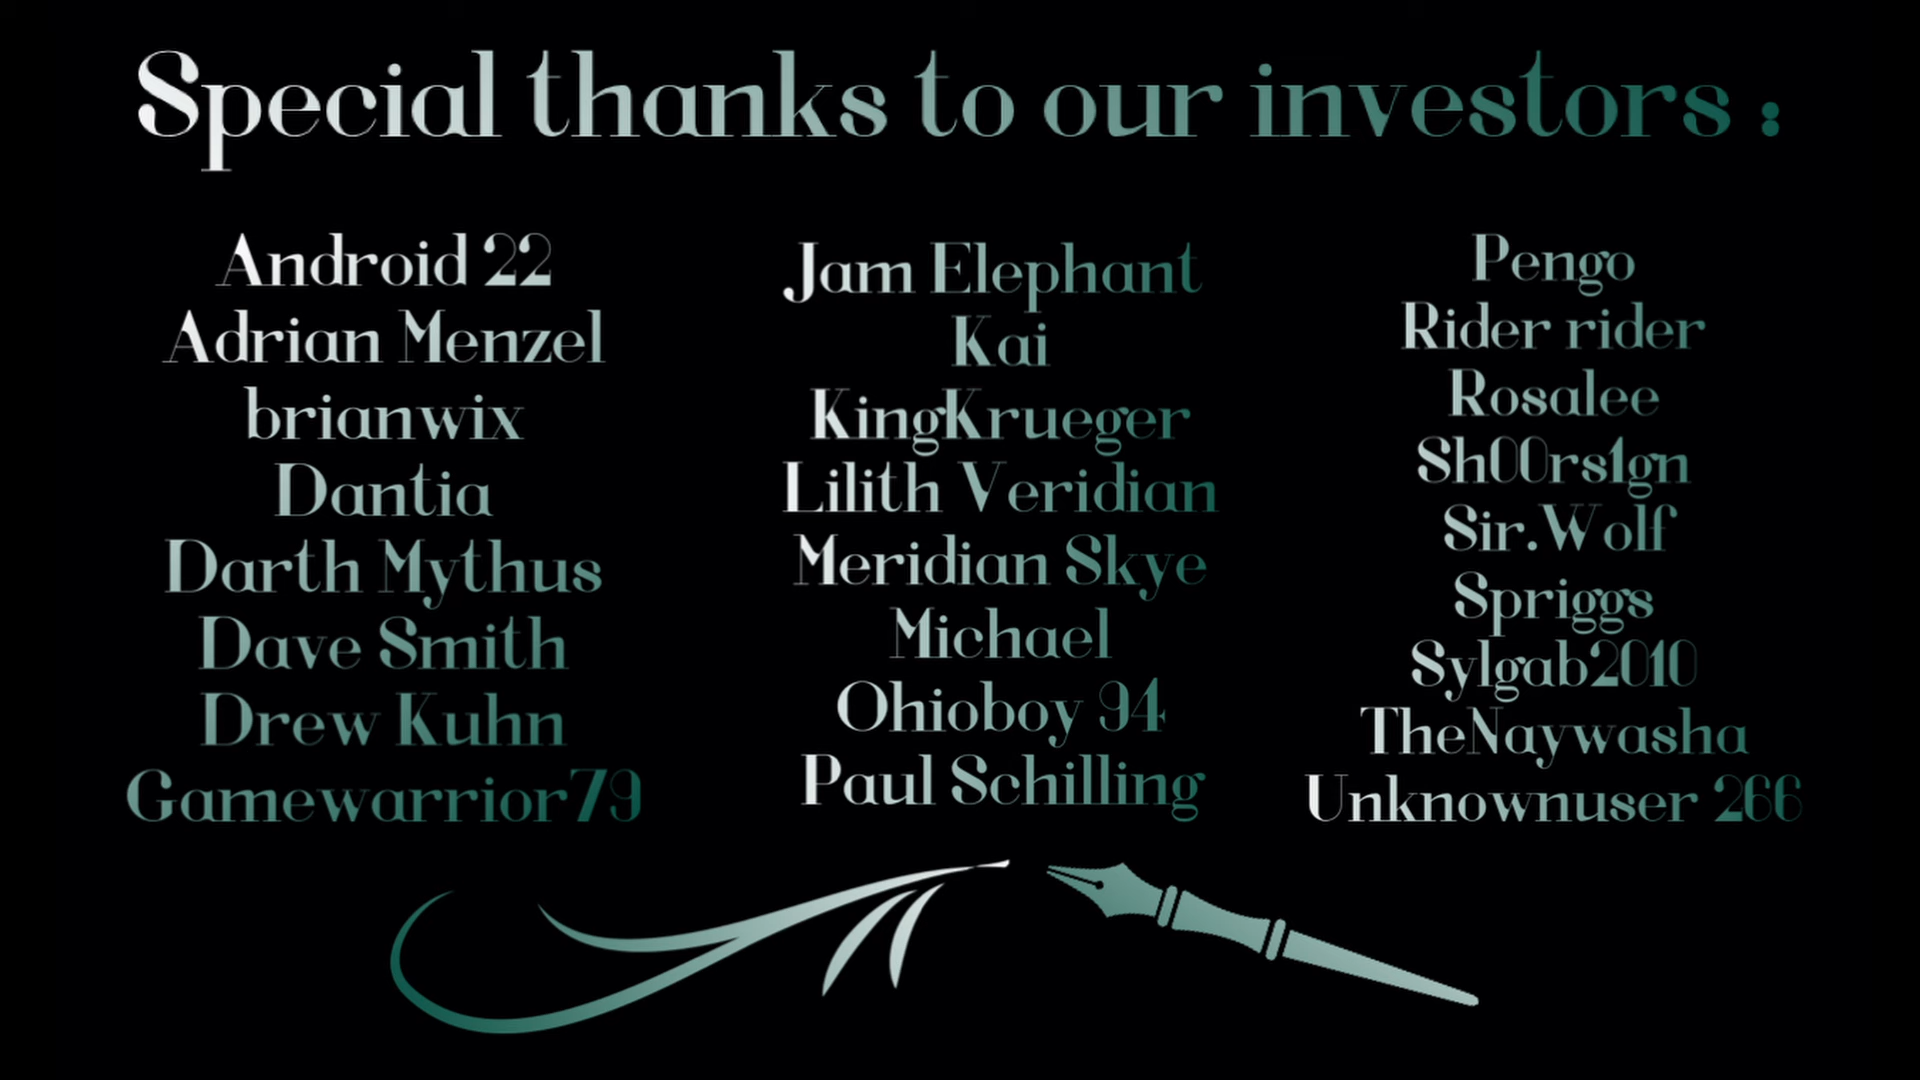 Special thanks to our investors :
Android 22
Adrian Menzel
brianwix
Dantia
Darth Mythus
Dave Smith
Drew Kuhn
Gamewarrior79
Jam Elephant
Kai
KingKrueger
Lilith Veridian
Meridian Skye
Michael
Ohioboy 94
Paul Schilling
Pengo
Rider rider
Rosalee
Sh00rs1gn
Sir.Wolf
Spriggs
Sylgab2010
TheNaywasha
Unknownuser 266